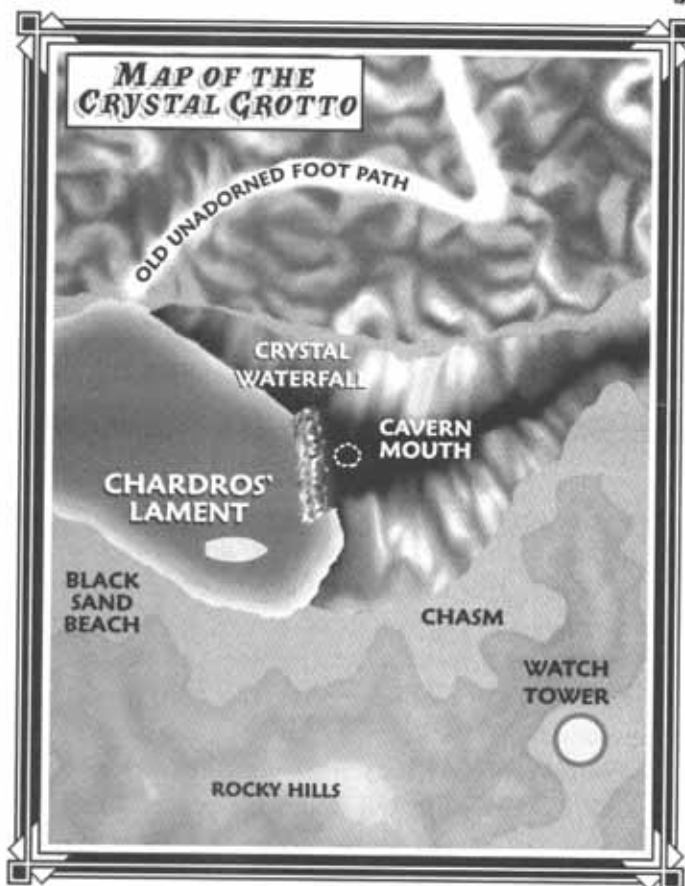 MAP OF THE
CRYSTAL GROTTO
OLD UNADORNED FOOT PATH
CRYSTAL
WATERFALL
CAVERN
MOUTH
CHARDROS'
LAMENT
BLACK
SAND
BEACH
CHASM
WATCH
TOWER
ROCKY HILLS